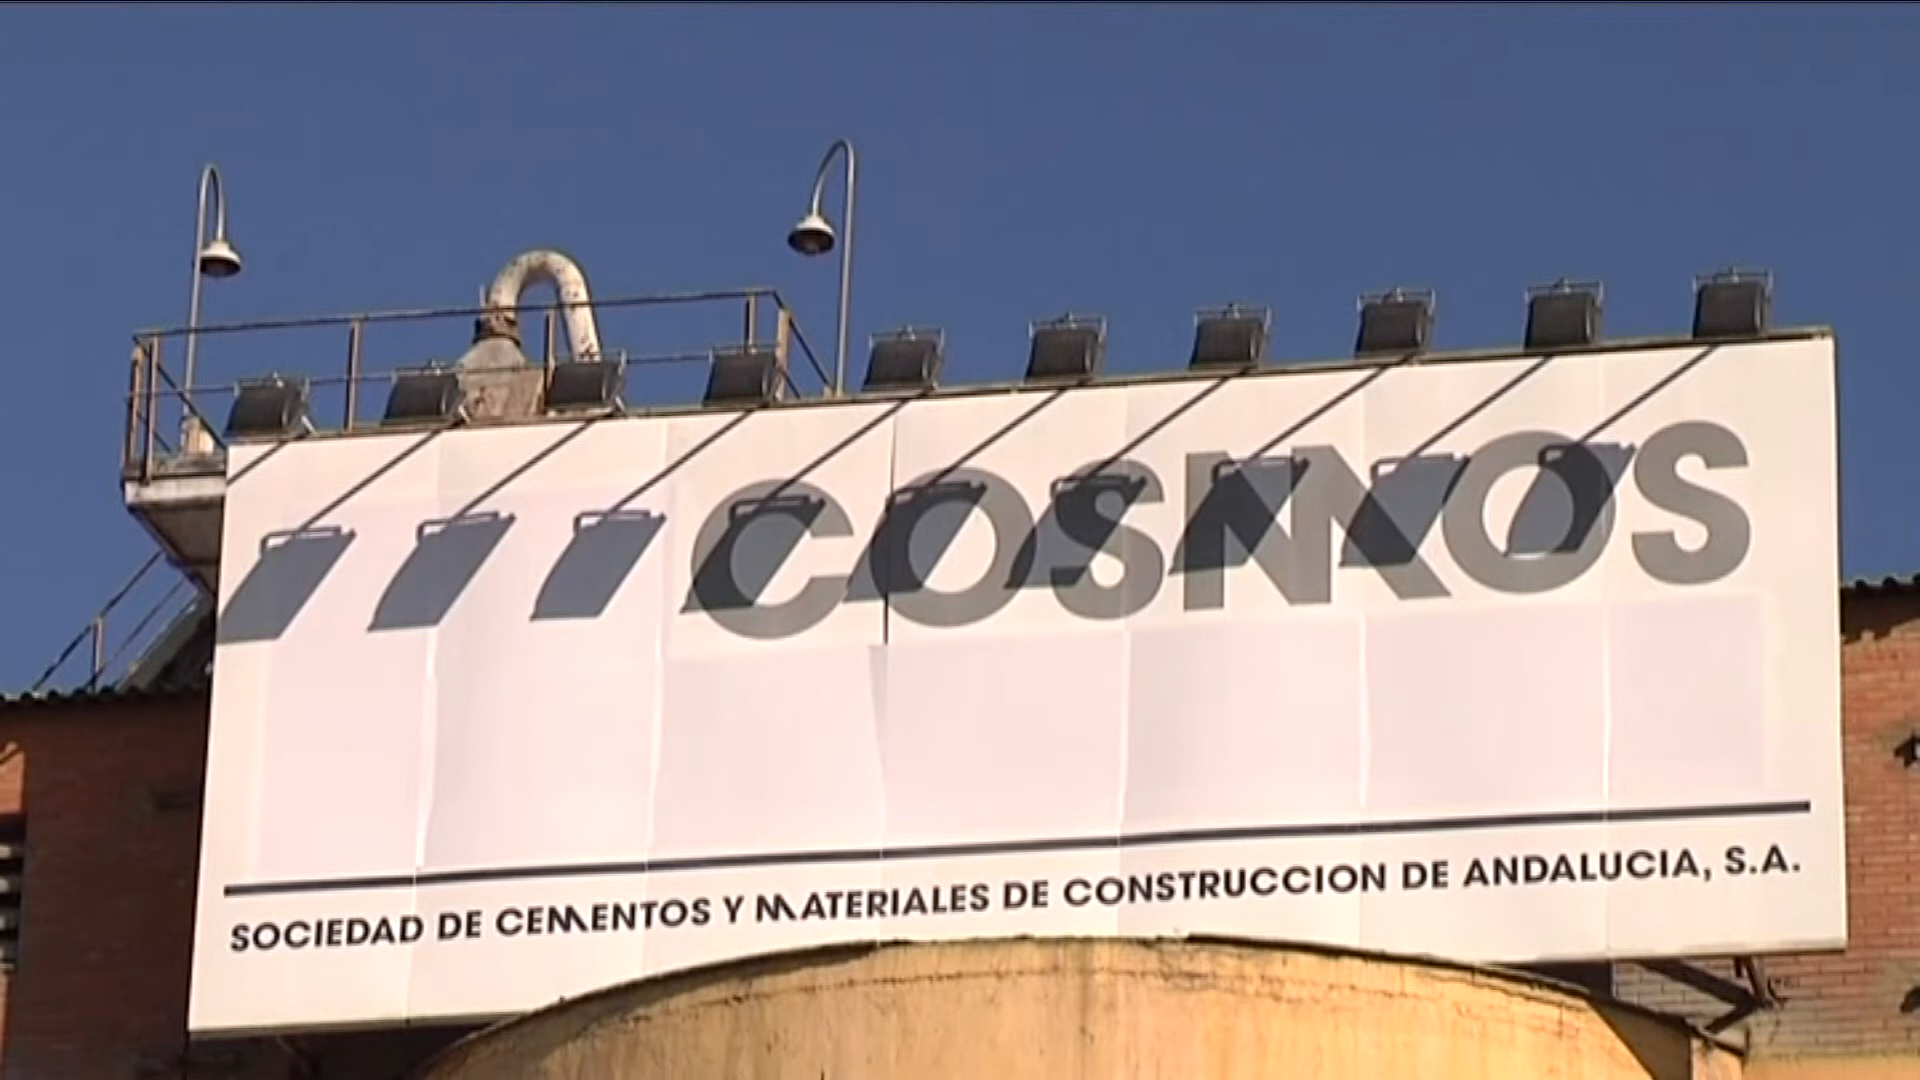 COSMOS
SOCIEDAD DE CEMENTOS Y MATERIALES DE CONSTRUCCION DE ANDALUCIA, S.A.